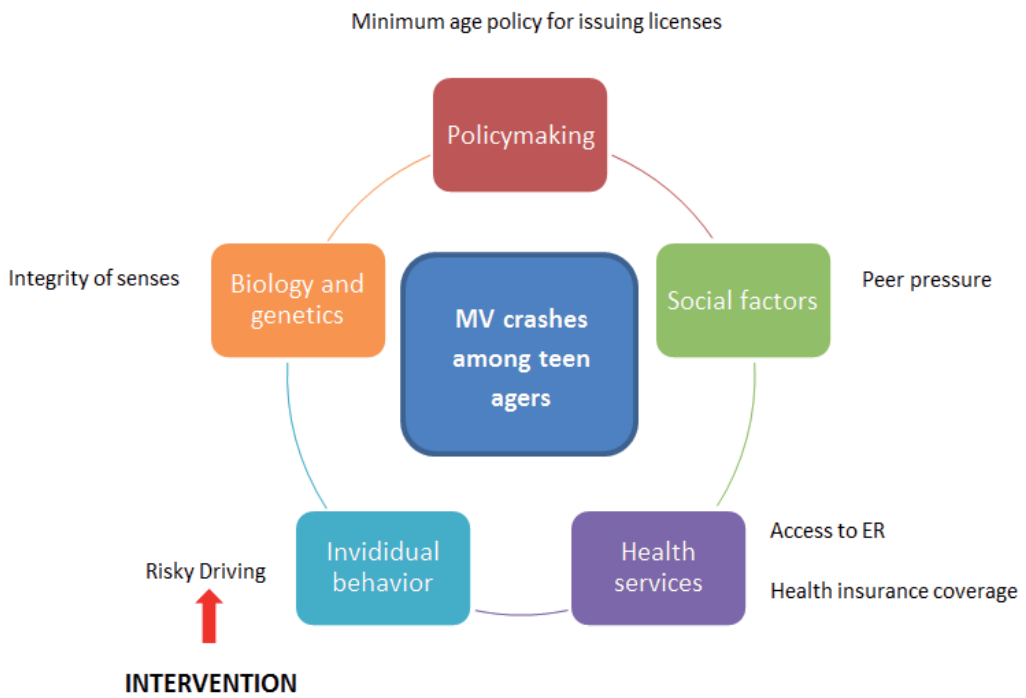 Minimum age policy for issuing licenses
Policymaking
Integrity of senses
Biology and
genetics
MV crashes
among teen
agers
Social factors
Peer pressure
Risky Driving
Invididual
behavior
Health
services
Access to ER
Health insurance coverage
INTERVENTION